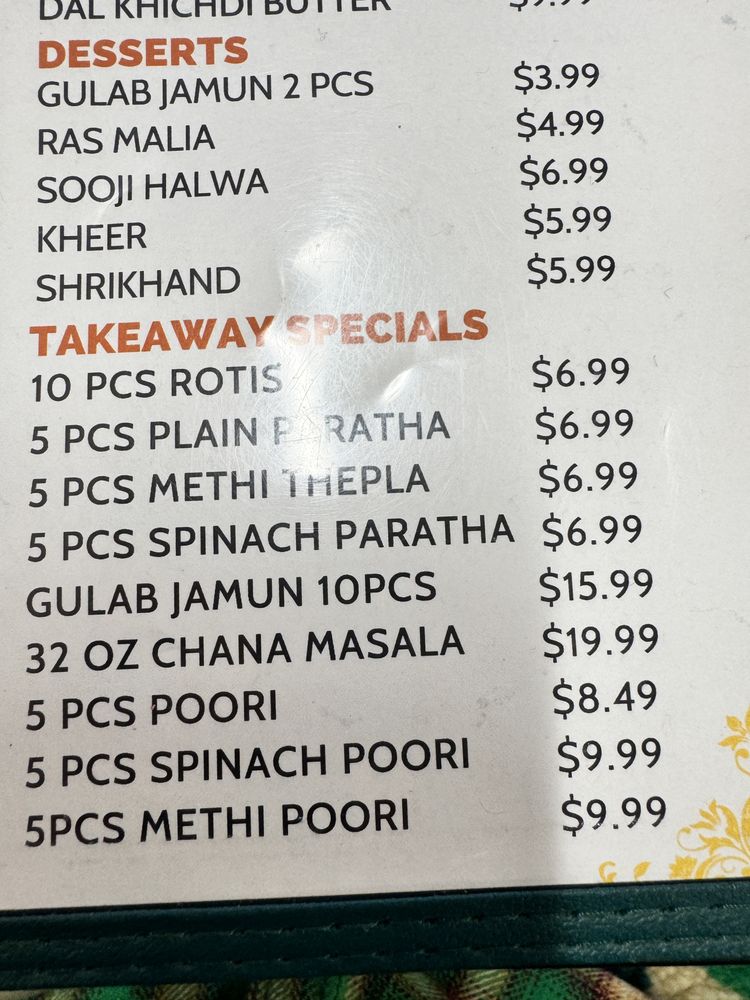 DAL KHICHDI BUTTER $9.99
DESSERTS
GULAB JAMUN 2 PCS $3.99
RAS MALIA $4.99
SOOJI HALWA $6.99
KHEER $5.99
SHRIKHAND $5.99
TAKEAWAY SPECIALS
10 PCS ROTIS $6.99
5 PCS PLAIN PARATHA $6.99
5 PCS METHI THEPLA $6.99
5 PCS SPINACH PARATHA $6.99
GULAB JAMUN 10PCS $15.99
32 OZ CHANA MASALA $19.99
5 PCS POORI $8.49
5 PCS SPINACH POORI $9.99
5PCS METHI POORI $9.99